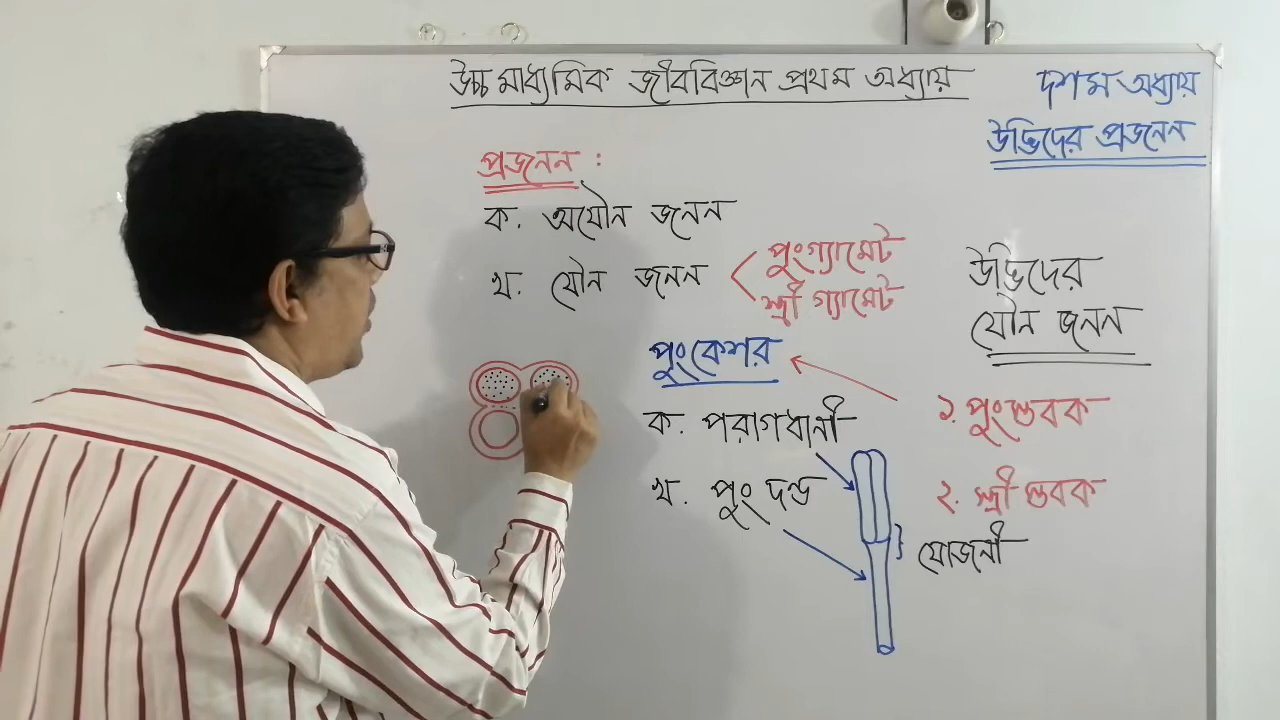 উচ্চ মাধ্যমিক জীববিজ্ঞান প্রথম অধ্যায়
দশম অধ্যায়
উদ্ভিদের প্রজনন
প্রজনন :
ক. অযৌন জনন
খ. যৌন জনন
পুংগ্যামেট
স্ত্রী গ্যামেট
উদ্ভিদের
যৌন জনন
পুংকেশর
ক. পরাগধানী
খ. পুং দন্ড
১. পুংস্তবক
২. স্ত্রী স্তবক
যোজনী